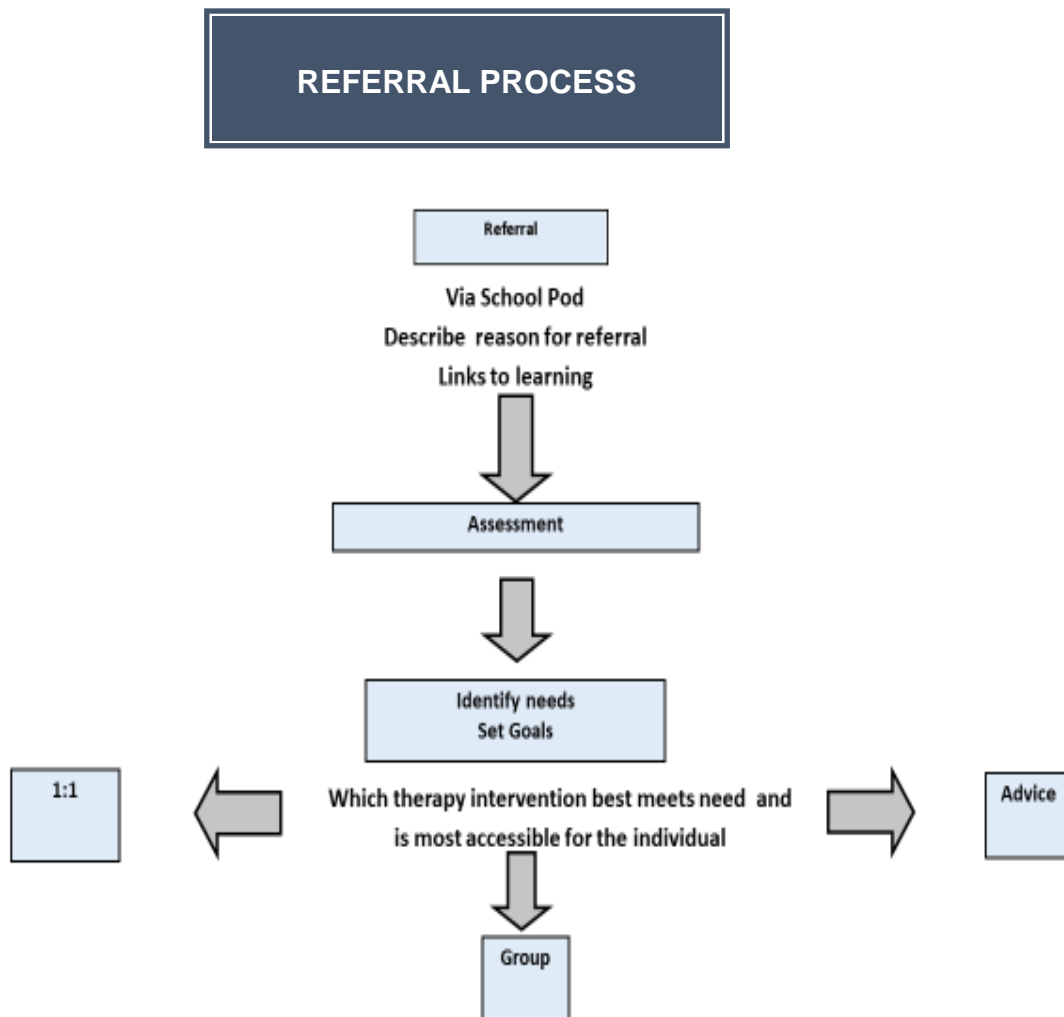 REFERRAL PROCESS
Referral
Via School Pod
Describe reason for referral
Links to learning
Assessment
Identify needs
Set Goals
1:1
Which therapy intervention best meets need and
is most accessible for the individual
Advice
Group